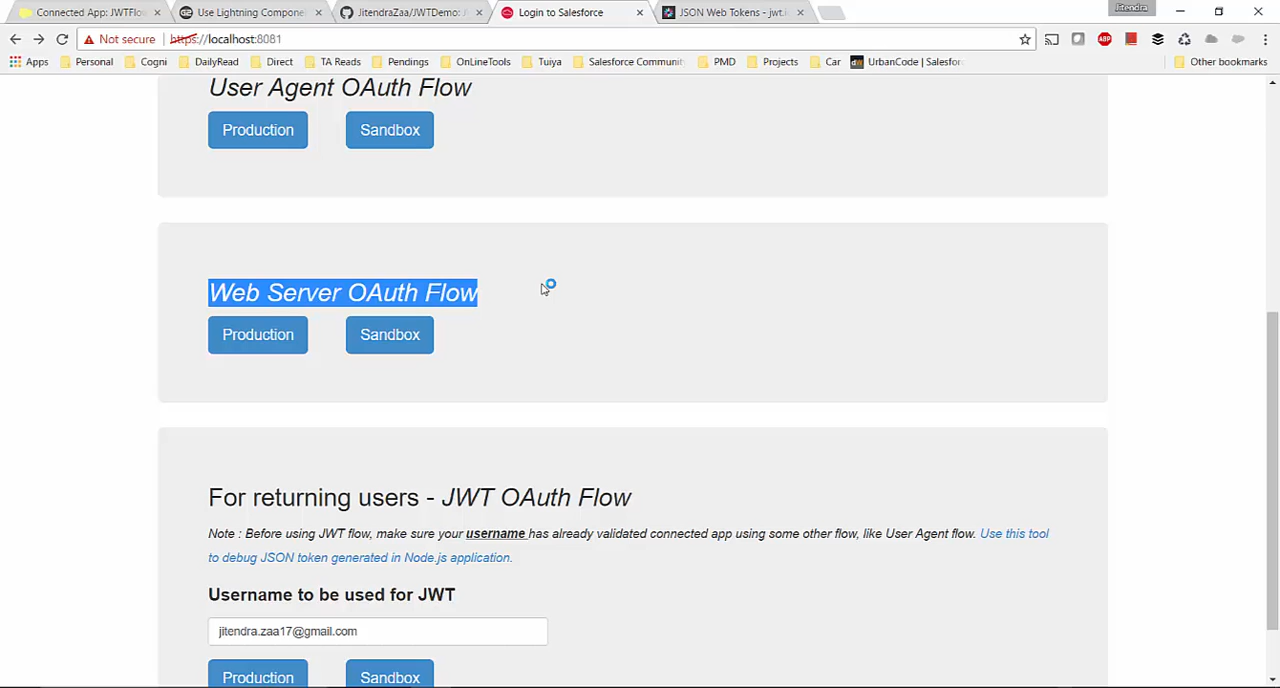 Connected App: JWTFlow
Use Lightning Compone
JitendraZaa/JWTDemo: J
Login to Salesforce
JSON Web Tokens - jwt.i
Jitendra
Not secure
https://localhost:8081
ABP
Apps
Personal
Cogni
DailyRead
Direct
TA Reads
Pendings
OnLineTools
Tuiya
Salesforce Communit
PMD
Projects
Car
UrbanCode | Salesfor
Other bookmarks
User Agent OAuth Flow
Production Sandbox
Web Server OAuth Flow
Production Sandbox
For returning users - JWT OAuth Flow
Note : Before using JWT flow, make sure your username has already validated connected app using some other flow, like User Agent flow. Use this tool
to debug JSON token generated in Node.js application.
Username to be used for JWT
jitendra.zaa17@gmail.com
Production Sandbox